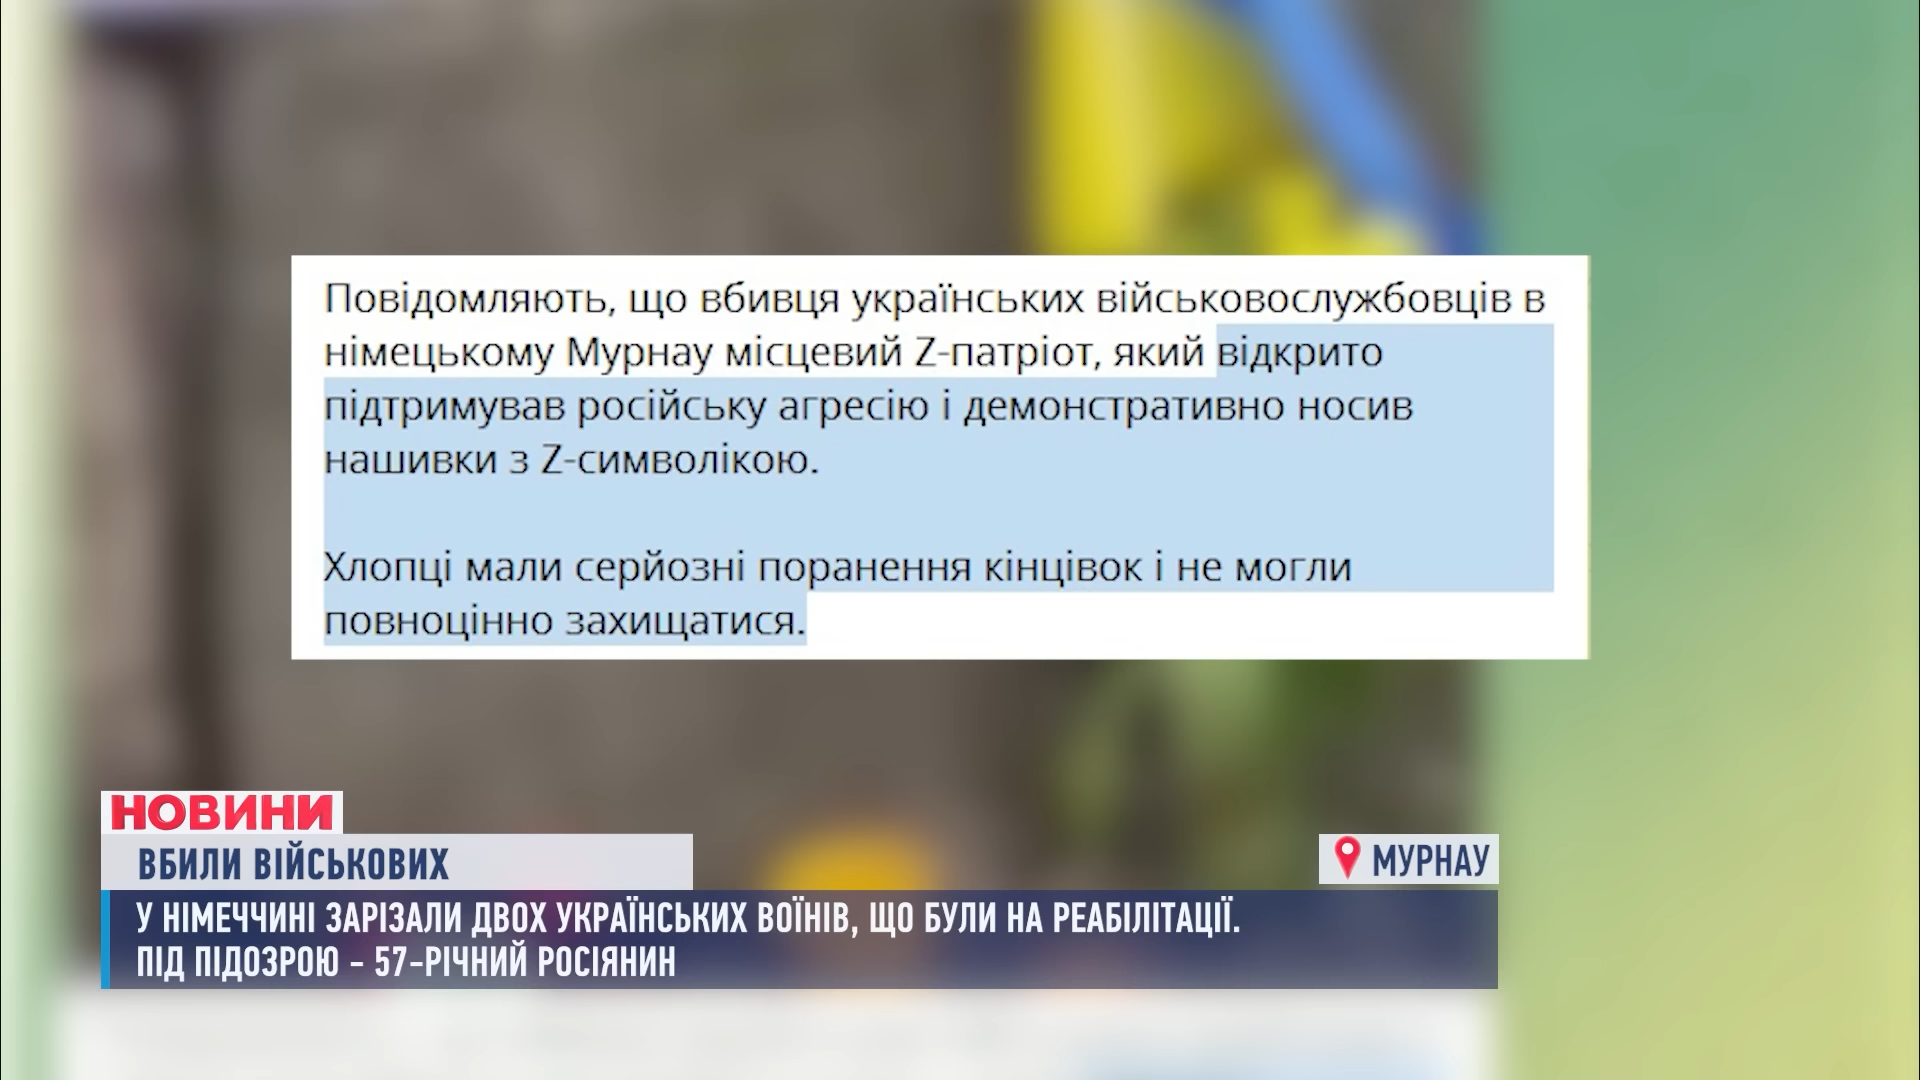 Повідомляють, що вбивця українських військовослужбовців в
німецькому Мурнау місцевий Z-патріот, який відкрито
підтримував російську агресію і демонстративно носив
нашивки з Z-символікою.
Хлопці мали серйозні поранення кінцівок і не могли
повноцінно захищатися.
НОВИНИ
ВБИЛИ ВІЙСЬКОВИХ
МУРНАУ
У НІМЕЧЧИНІ ЗАРІЗАЛИ ДВОХ УКРАЇНСЬКИХ ВОЇНІВ, ЩО БУЛИ НА РЕАБІЛІТАЦІЇ.
ПІД ПІДОЗРОЮ - 57-РІЧНИЙ РОСІЯНИН